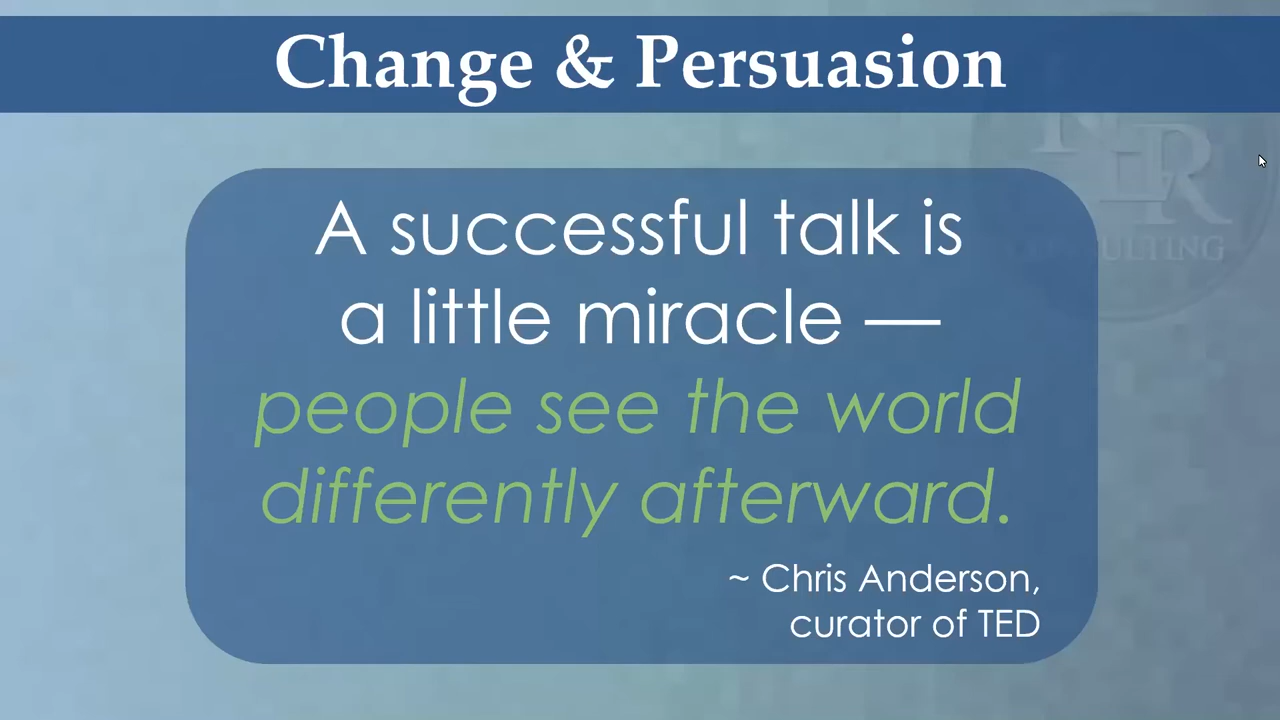 Change & Persuasion
A successful talk is
a little miracle —
people see the world
differently afterward.
~ Chris Anderson,
curator of TED